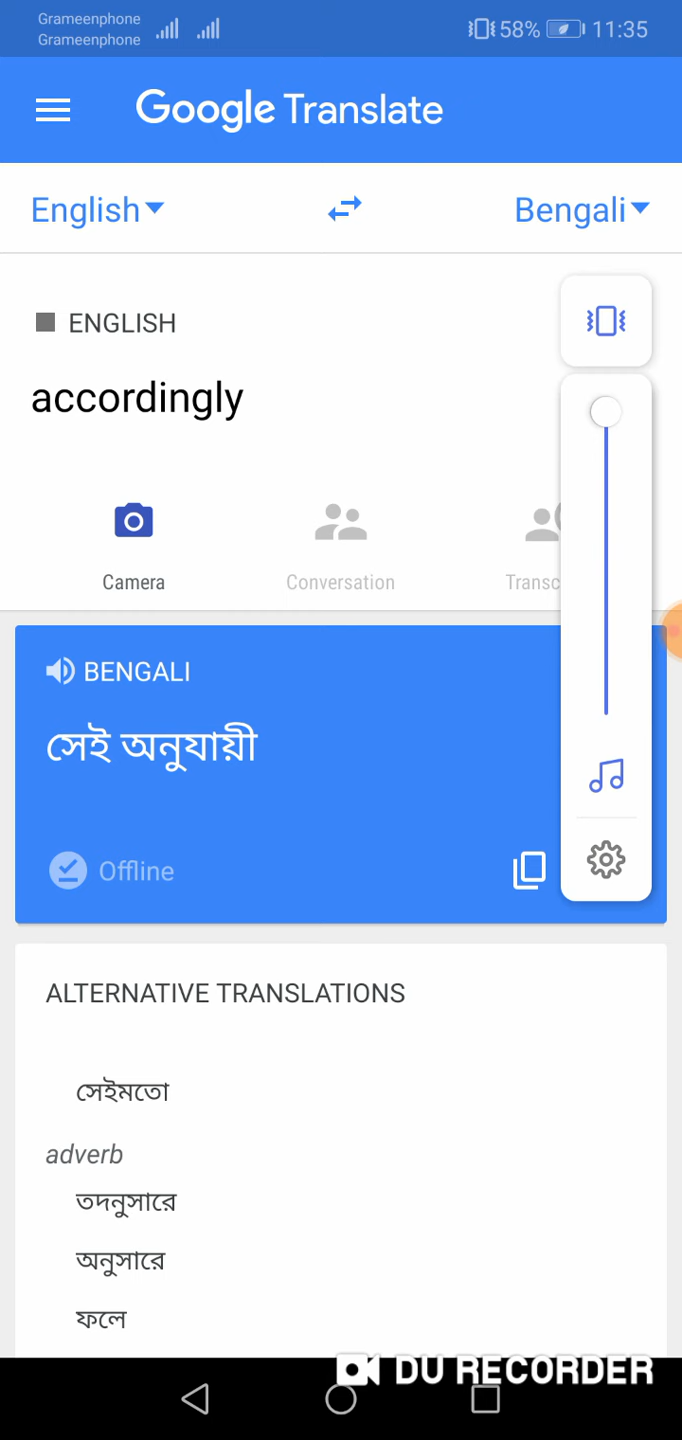 Grameenphone
Grameenphone
58% 11:35
Google Translate
English Bengali
ENGLISH
accordingly
Camera Conversation Transc
BENGALI
সেই অনুযায়ী
Offline
ALTERNATIVE TRANSLATIONS
সেইমতো
adverb
তদনুসারে
অনুসারে
ফলে
DU RECORDER